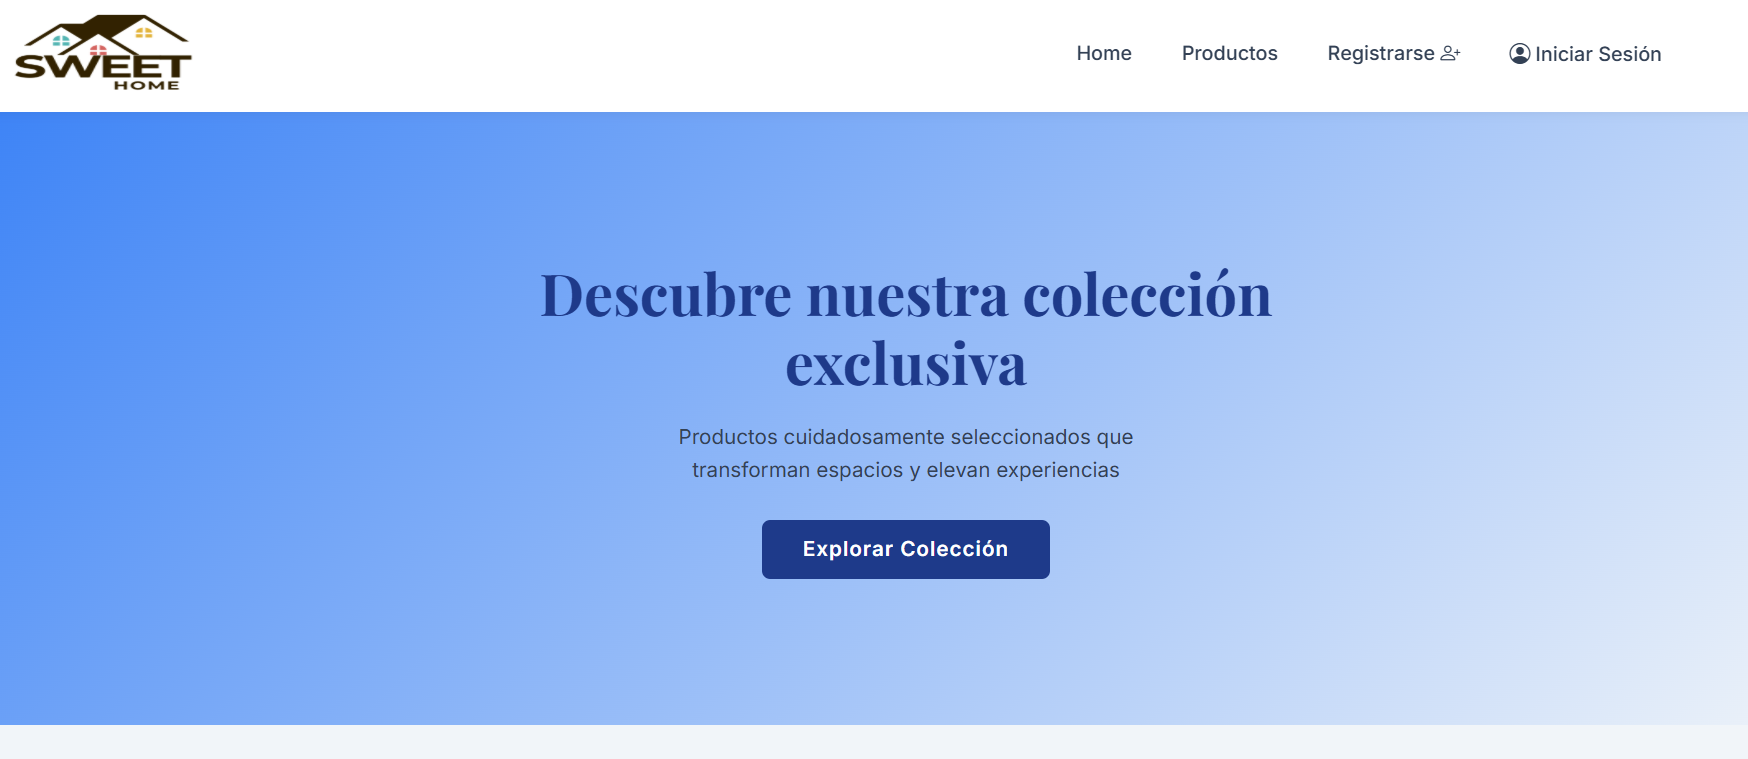 SWEET
HOME
Home Productos Registrarse Iniciar Sesión
Descubre nuestra colección
exclusiva
Productos cuidadosamente seleccionados que
transforman espacios y elevan experiencias
Explorar Colección